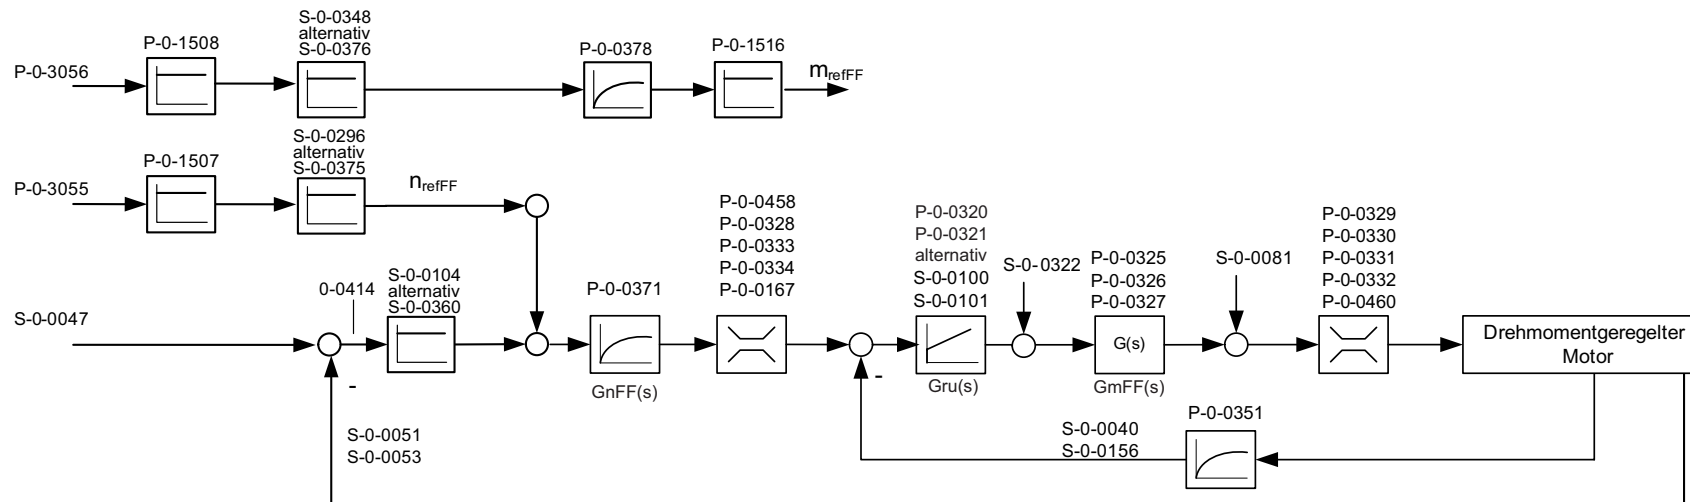 P-0-3056
P-0-1508
S-0-0348
alternativ
S-0-0376
P-0-0378
P-0-1516
mrefFF
P-0-3055
P-0-1507
S-0-0296
alternativ
S-0-0375
nrefFF
S-0-0047
0-0414
S-0-0104
alternativ
S-0-0360
P-0-0371
GnFF(s)
P-0-0458
P-0-0328
P-0-0333
P-0-0334
P-0-0167
P-0-0320
P-0-0321
alternativ
S-0-0100
S-0-0101
Gru(s)
S-0-0322
P-0-0325
P-0-0326
P-0-0327
G(s)
GmFF(s)
S-0-0081
P-0-0329
P-0-0330
P-0-0331
P-0-0332
P-0-0460
Drehmomentgeregelter
Motor
-
-
S-0-0051
S-0-0053
S-0-0040
S-0-0156
P-0-0351